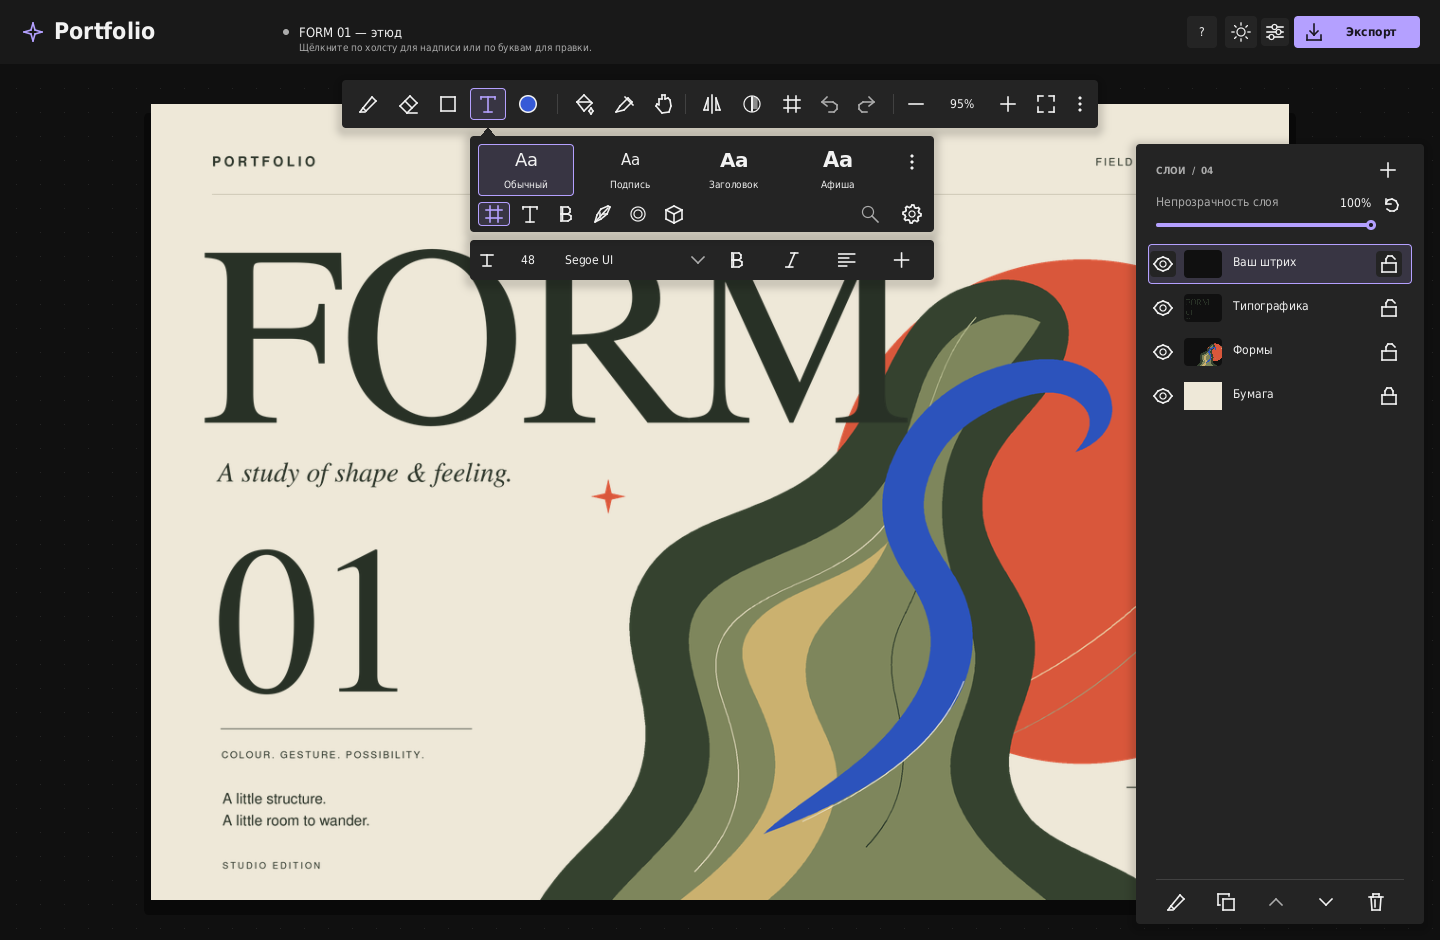 Portfolio
FORM 01 — этюд
Щёлкните по холсту для надписи или по буквам для правки.
?
Экспорт
95%
PORTFOLIO
FIELD
Aa
Обычный
Aa
Подпись
Aa
Заголовок
Aa
Афиша
48
Segoe UI
FORM
A study of shape & feeling.
01
COLOUR. GESTURE. POSSIBILITY.
A little structure.
A little room to wander.
STUDIO EDITION
СЛОИ / 04
Непрозрачность слоя
100%
Ваш штрих
Типографика
Формы
Бумага